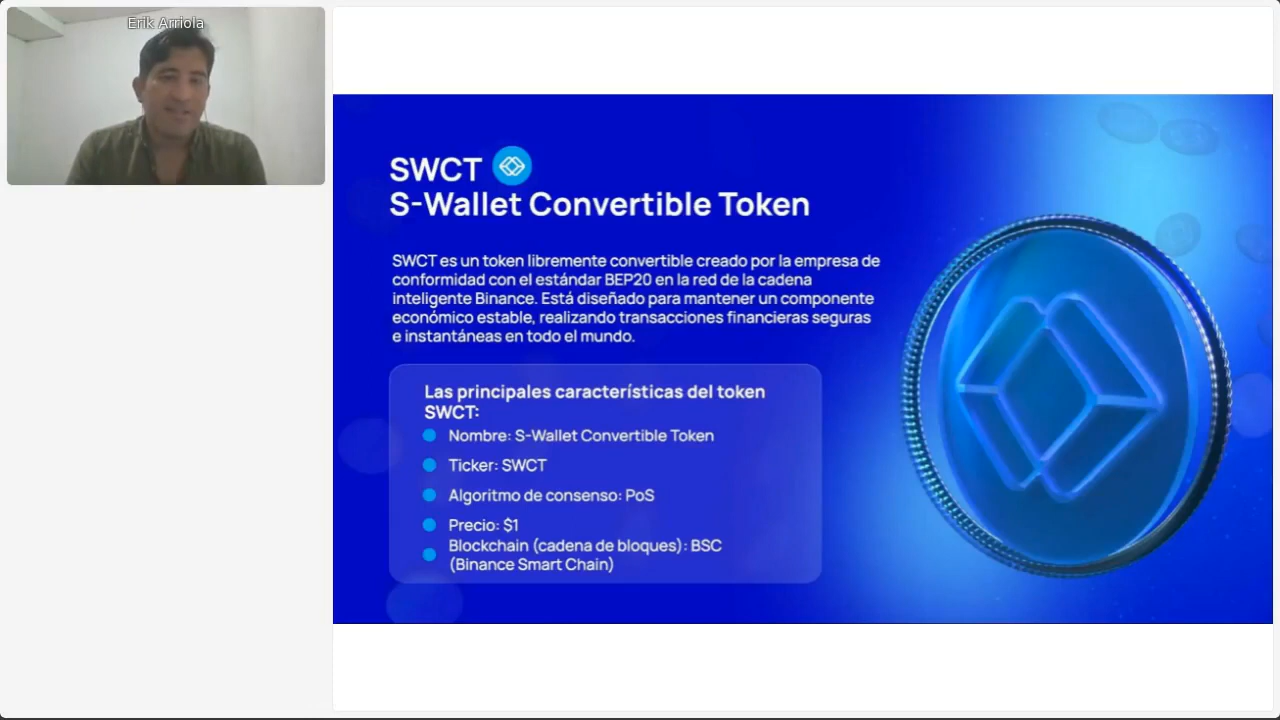 Erik Arriola
SWCT
S-Wallet Convertible Token
SWCT es un token libremente convertible creado por la empresa de
conformidad con el estándar BEP20 en la red de la cadena
inteligente Binance. Está diseñado para mantener un componente
económico estable, realizando transacciones financieras seguras
e instantáneas en todo el mundo.
Las principales características del token
SWCT:
Nombre: S-Wallet Convertible Token
Ticker: SWCT
Algoritmo de consenso: PoS
Precio: $1
Blockchain (cadena de bloques): BSC
(Binance Smart Chain)